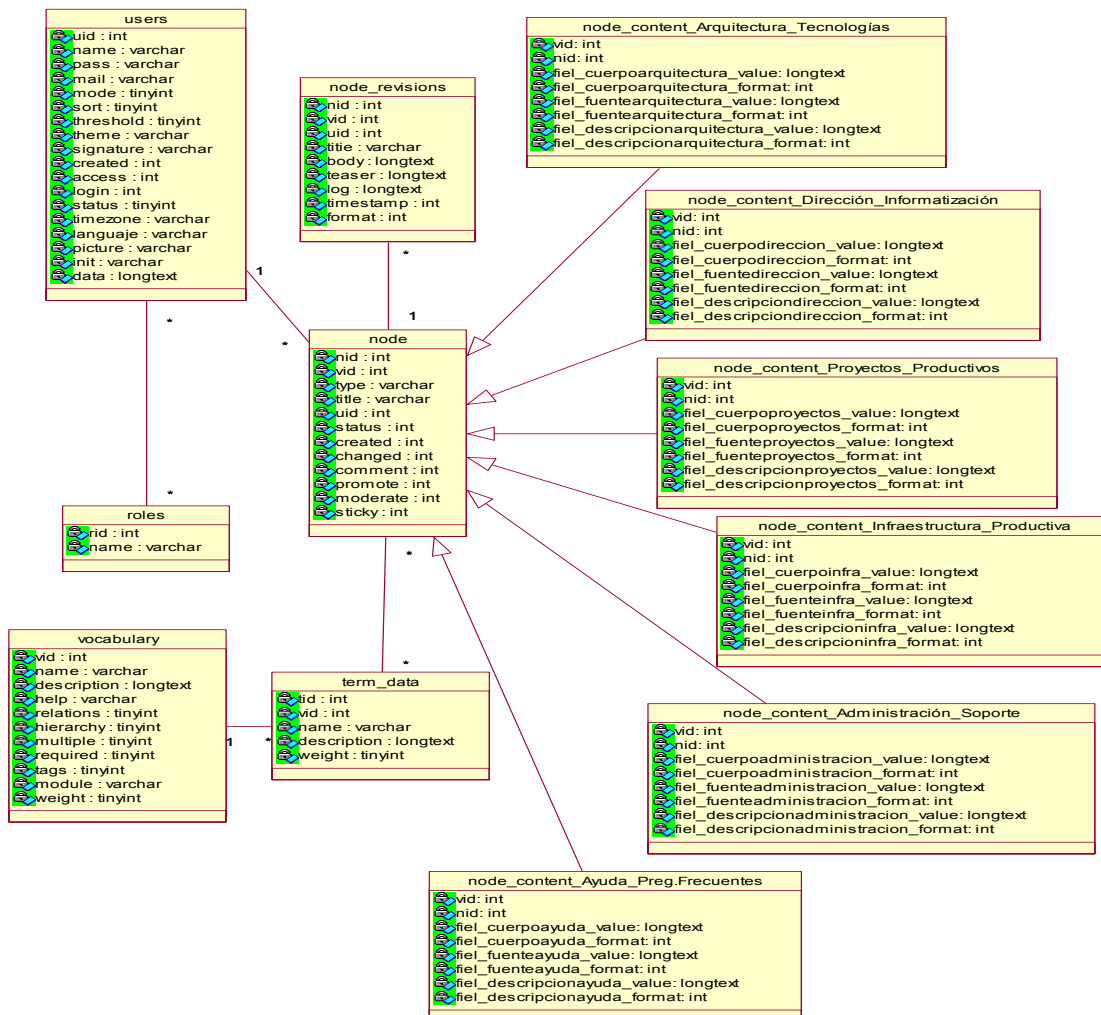 users
uid : int
name : varchar
pass : varchar
mail : varchar
mode : tinyint
sort : tinyint
threshold : tinyint
theme : varchar
signature : varchar
created : int
access : int
login : int
status : tinyint
timezone : varchar
languaje : varchar
picture : varchar
init : varchar
data : longtext
node_revisions
nid : int
vid : int
uid : int
titie : varchar
body : longtext
teaser : longtext
log : longtext
timestamp : int
format : int
node_content_Arquitectura_Tecnologías
vid: int
nid: int
fiel_cuerpoarquitectura_value: longtext
fiel_cuerpoarquitectura_format: int
fiel_fuentearquitectura_value: longtext
fiel_fuentearquitectura_format: int
fiel_descripcionarquitectura_value: longtext
fiel_descripcionarquitectura_format: int
node_content_Dirección_Informatización
vid: int
nid: int
fiel_cuerpodireccion_value: longtext
fiel_cuerpodireccion_format: int
fiel_fuentedireccion_value: longtext
fiel_fuentedireccion_format: int
fiel_descripciondireccion_value: longtext
fiel_descripciondireccion_format: int
1
*
*
1
*
node
nid : int
vid : int
type : varchar
title : varchar
uid : int
status : int
created : int
changed : int
comment : int
promote : int
moderate : int
sticky : int
node_content_Proyectos_Productivos
vid: int
nid: int
fiel_cuerpoproyectos_value: longtext
fiel_cuerpoproyectos_format: int
fiel_fuenteproyectos_value: longtext
fiel_fuenteproyectos_format: int
fiel_descripcionproyectos_value: longtext
fiel_descripcionproyectos_format: int
*
roles
rid : int
name : varchar
*
node_content_Infraestructura_Productiva
vid: int
nid: int
fiel_cuerpoinfra_value: longtext
fiel_cuerpoinfra_format: int
fiel_fuenteinfra_value: longtext
fiel_fuenteinfra_format: int
fiel_descripcioninfra_value: longtext
fiel_descripcioninfra_format: int
vocabulary
vid : int
name : varchar
description : longtext
help : varchar
relations : tinyint
hierarchy : tinyint
multiple : tinyint
required : tinyint
tags : tinyint
module : varchar
weight : tinyint
1
*
*
term_data
tid : int
vid : int
name : varchar
description : longtext
weight : tinyint
node_content_Administración_Soporte
vid: int
nid: int
fiel_cuerpoadministracion_value: longtext
fiel_cuerpoadministracion_format: int
fiel_fuenteadministracion_value: longtext
fiel_fuenteadministracion_format: int
fiel_descripcionadministracion_value: longtext
fiel_descripcionadministracion_format: int
node_content_Ayuda_Preg.Frecuentes
vid: int
nid: int
fiel_cuerpoayuda_value: longtext
fiel_cuerpoayuda_format: int
fiel_fuenteayuda_value: longtext
fiel_fuenteayuda_format: int
fiel_descripcionayuda_value: longtext
fiel_descripcionayuda_format: int